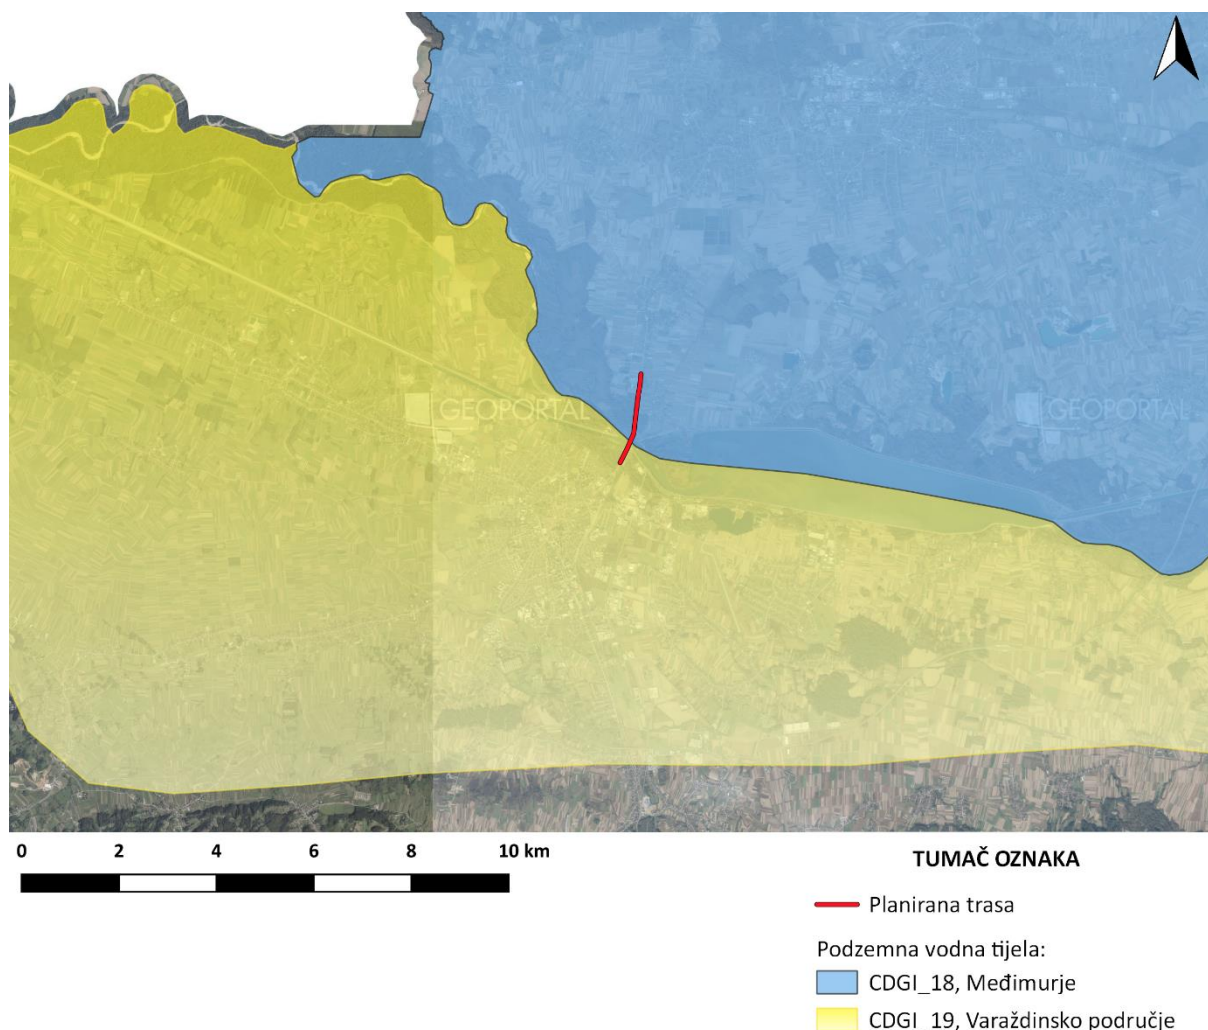 GEOPORTAL
GEOPORTAL
0 2 4 6 8 10 km
TUMAČ OZNAKA
Planirana trasa
Podzemna vodna tijela:
CDGI_18, Međimurje
CDGI_19, Varaždinsko područje